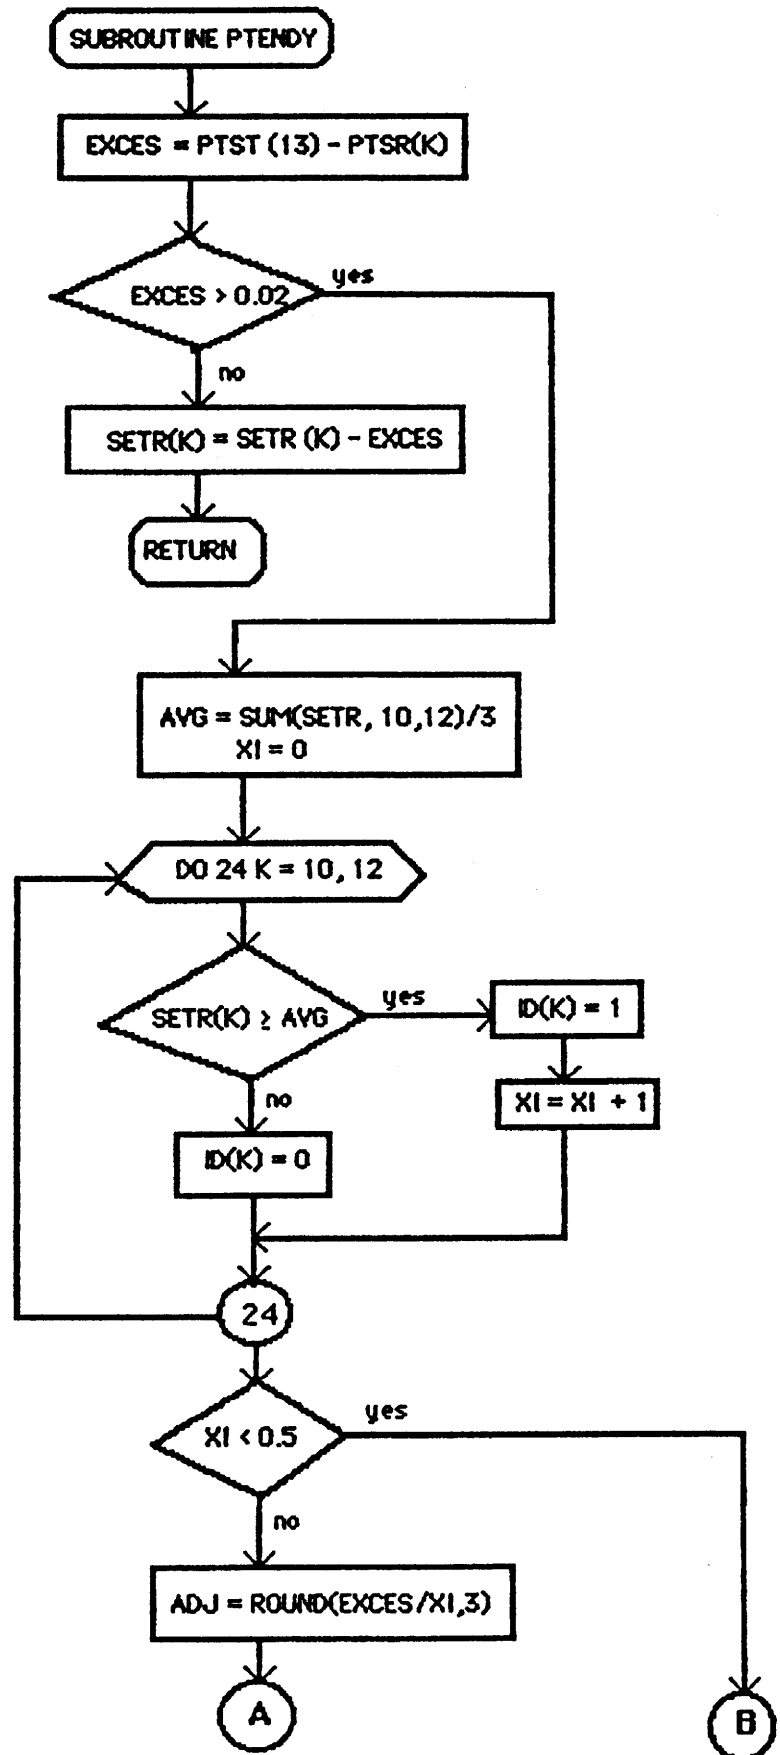 SUBROUTINE PTENDY
EXCES = PTST (13) - PTSR(K)
EXCES > 0.02
yes
no
SETR(K) = SETR (K) - EXCES
RETURN
AVG = SUM(SETR, 10,12)/3
XI = 0
DO 24 K = 10, 12
SETR(K) ≥ AVG
yes
ID(K) = 1
no
XI = XI + 1
ID(K) = 0
24
XI < 0.5
yes
no
ADJ = ROUND(EXCES/XI,3)
A
B